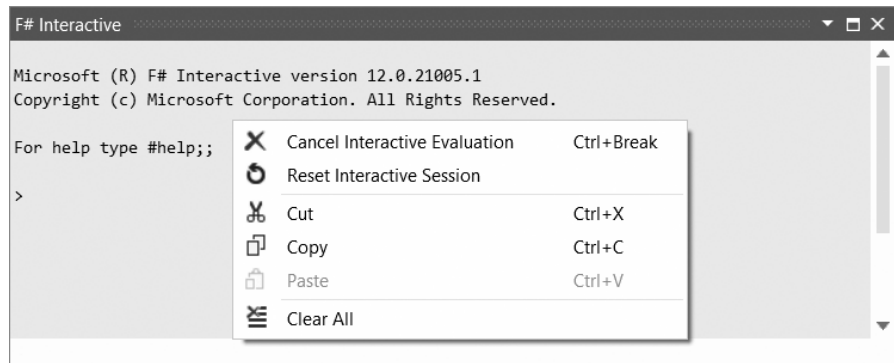 F# Interactive
Microsoft (R) F# Interactive version 12.0.21005.1
Copyright (c) Microsoft Corporation. All Rights Reserved.
For help type #help;;
>
Cancel Interactive Evaluation Ctrl+Break
Reset Interactive Session
Cut Ctrl+X
Copy Ctrl+C
Paste Ctrl+V
Clear All